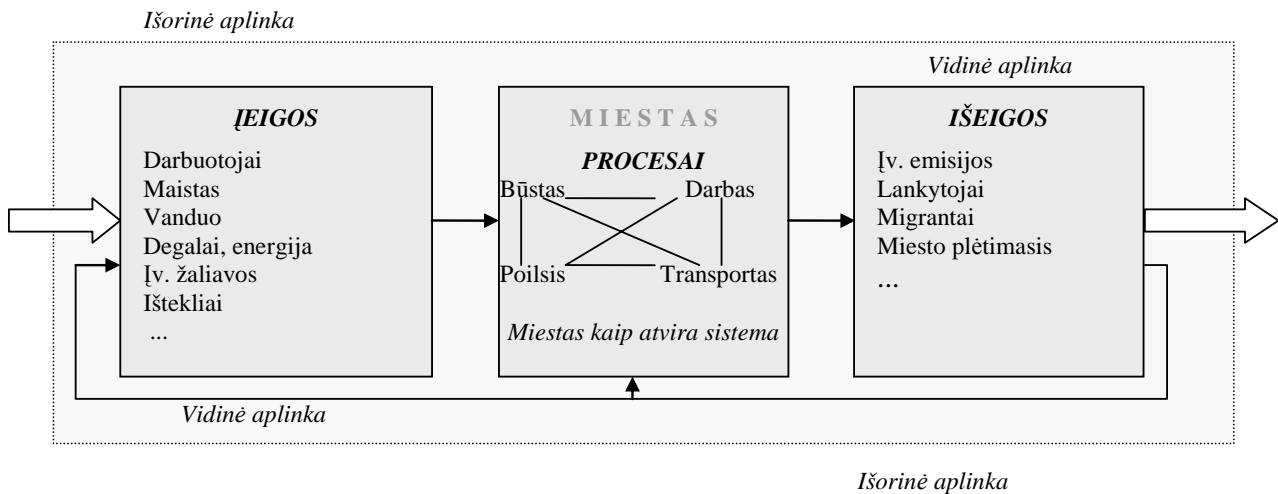 Išorinė aplinka
Vidinė aplinka
ĮEIGOS
Darbuotojai
Maistas
Vanduo
Degalai, energija
Įv. žaliavos
Ištekliai
...
MIESTAS
PROCESAI
Būstas Darbas
Poilsis Transportas
Miestas kaip atvira sistema
IŠEIGOS
Įv. emisijos
Lankytojai
Migrantai
Miesto plėtimasis
...
Vidinė aplinka
Išorinė aplinka